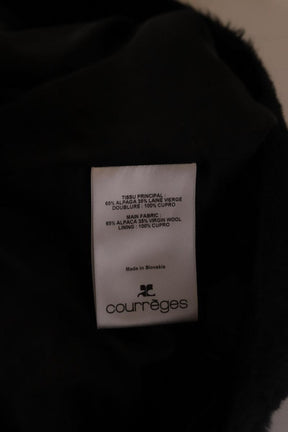 TISSU PRINCIPAL :
65% ALPAGA 35% LAINE VIERGE
DOUBLURE : 100% CUPRO
MAIN FABRIC :
65% ALPACA 35% VIRGIN WOOL
LINING : 100% CUPRO
Made in Slovakia
courrèges